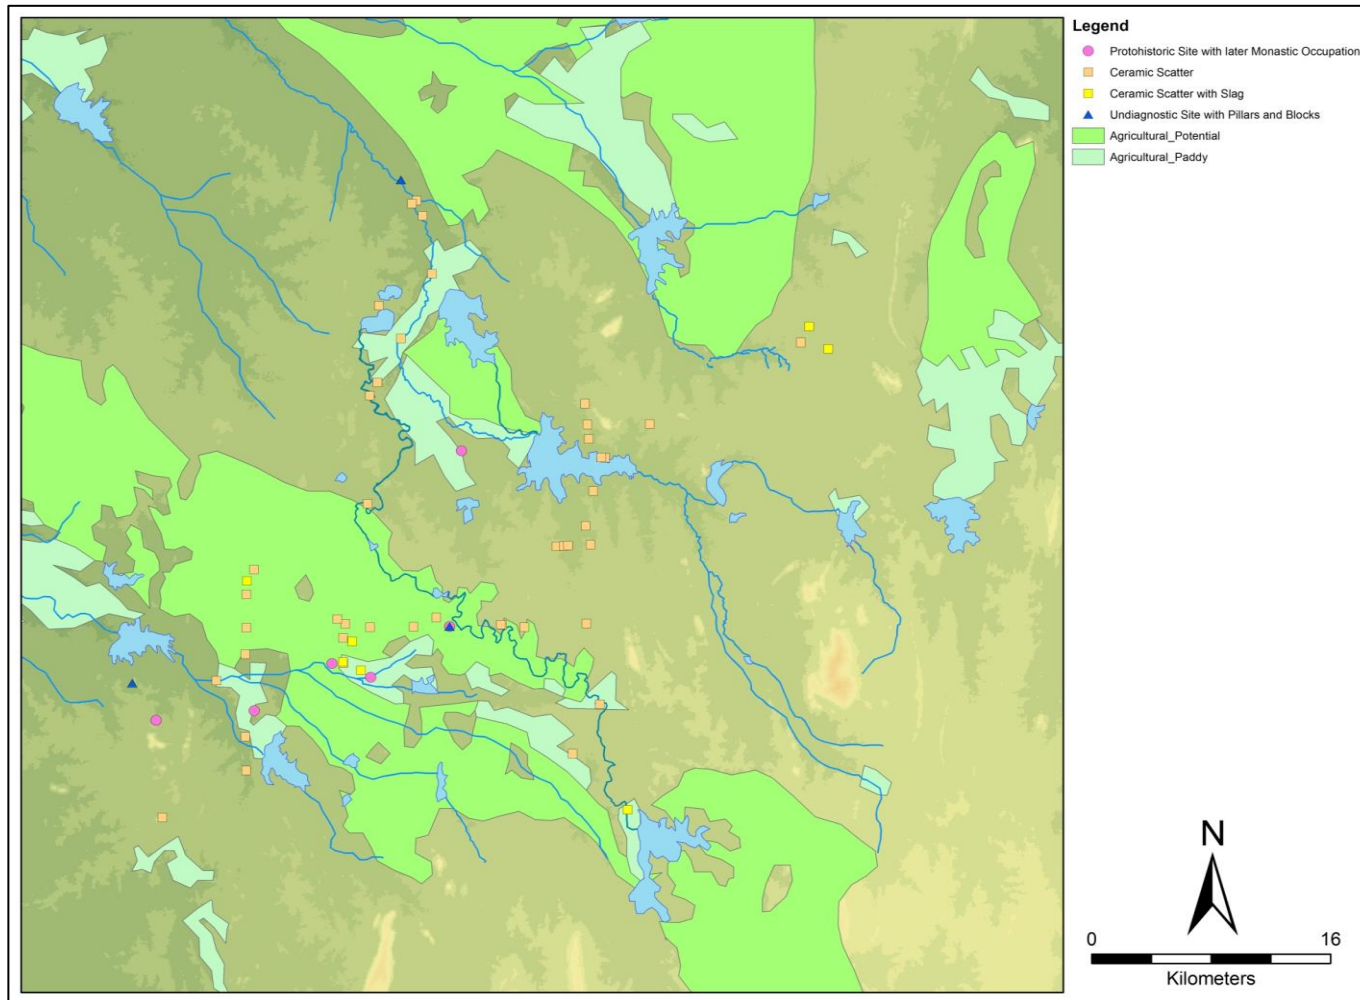 Legend
Protohistoric Site with later Monastic Occupation
Ceramic Scatter
Ceramic Scatter with Slag
Undiagnostic Site with Pillars and Blocks
Agricultural_Potential
Agricultural_Paddy
N
0 16
Kilometers